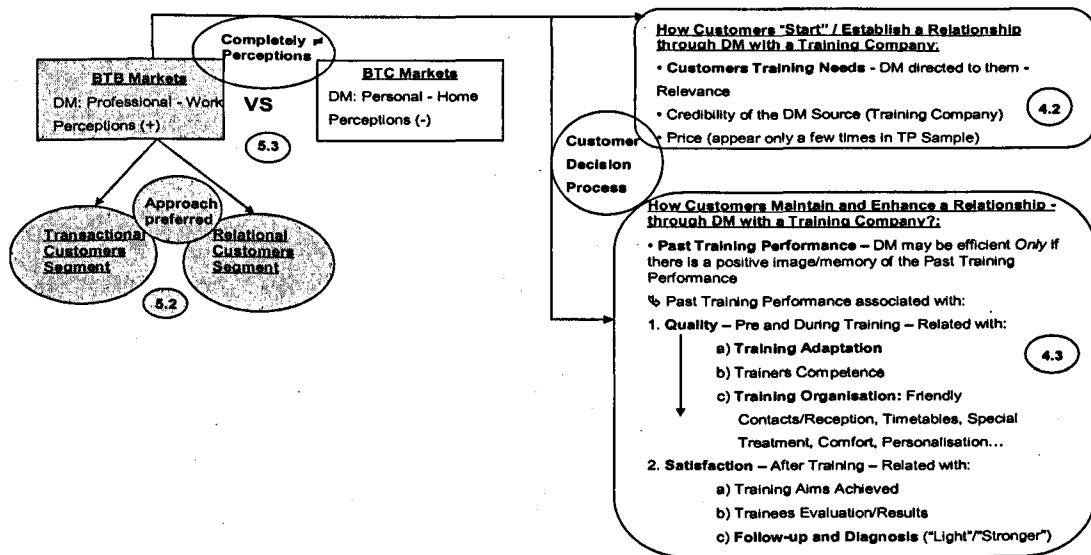 Completely ≠
Perceptions
BTB Markets
DM: Professional - Work
Perceptions (+)
VS
BTC Markets
DM: Personal - Home
Perceptions (-)
5.3
Approach
preferred
Transactional
Customers
Segment
Relational
Customers
Segment
5.2
Customer
Decision
Process
How Customers "Start" / Establish a Relationship
through DM with a Training Company:
• Customers Training Needs - DM directed to them -
Relevance
• Credibility of the DM Source (Training Company)
• Price (appear only a few times in TP Sample)
4.2
How Customers Maintain and Enhance a Relationship -
through DM with a Training Company?:
• Past Training Performance – DM may be efficient Only if
there is a positive image/memory of the Past Training
Performance
↳ Past Training Performance associated with:
1. Quality – Pre and During Training – Related with:
a) Training Adaptation
b) Trainers Competence
c) Training Organisation: Friendly
Contacts/Reception, Timetables, Special
Treatment, Comfort, Personalisation...
4.3
2. Satisfaction – After Training – Related with:
a) Training Aims Achieved
b) Trainees Evaluation/Results
c) Follow-up and Diagnosis ("Light"/"Stronger")